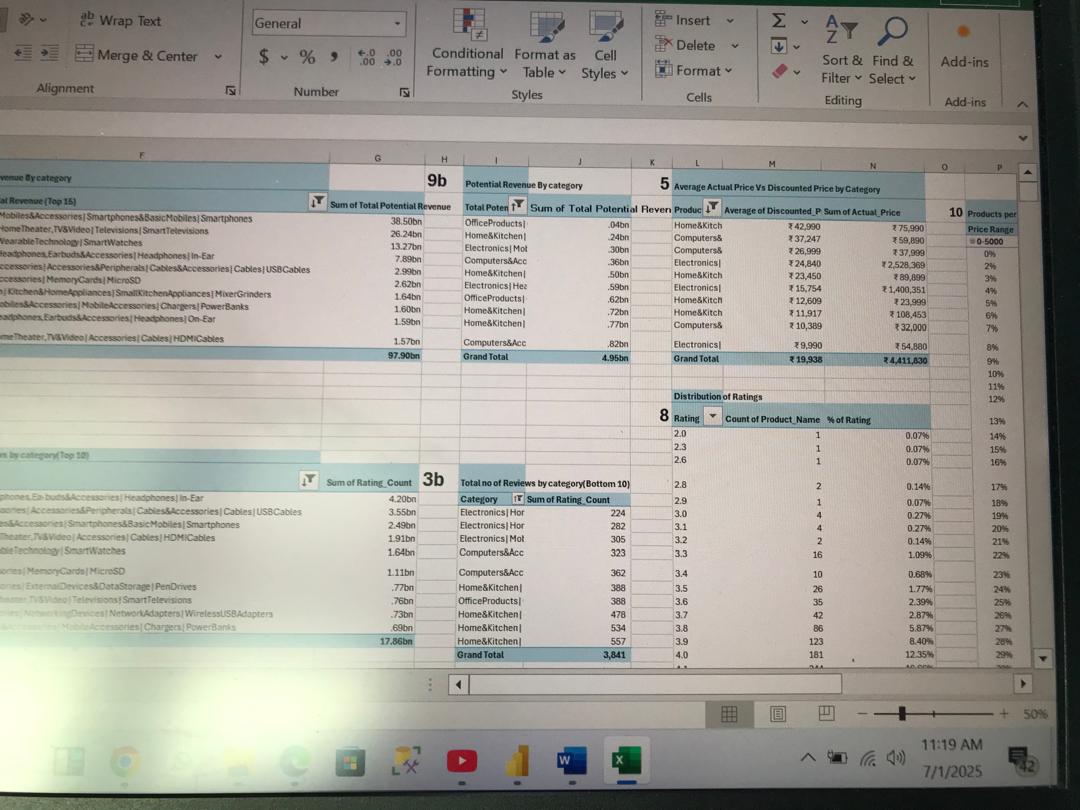 ab Wrap Text
Merge & Center
Alignment
General
$ % ,
Number
Conditional Formatting
Format as Table
Cell Styles
Styles
Insert
Delete
Format
Cells
Sort & Filter
Find & Select
Editing
Add-ins
Add-ins
F G H I J K L M N O P
venue By category
al Revenue (Top 15) Sum of Total Potential Revenue
Mobiles&Accessories|Smartphones&BasicMobiles|Smartphones 38.50bn
HomeTheater,TV&Video|Televisions|SmartTelevisions 26.24bn
WearableTechnology|SmartWatches 13.27bn
Headphones,Earbuds&Accessories|Headphones|In-Ear 7.89bn
ccessories|Accessories&Peripherals|Cables&Accessories|Cables|USBCables 2.99bn
ccessories|MemoryCards|MicroSD 2.62bn
Kitchen&HomeAppliances|SmallKitchenAppliances|MixerGrinders 1.64bn
obiles&Accessories|MobileAccessories|Chargers|PowerBanks 1.60bn
eadphones,Earbuds&Accessories|Headphones|On-Ear 1.59bn
meTheater,TV&Video|Accessories|Cables|HDMICables 1.57bn
97.90bn
9b Potential Revenue By category
Total Poten Sum of Total Potential Reven
OfficeProducts| .04bn
Home&Kitchen| .24bn
Electronics|Mol .30bn
Computers&Acc .36bn
Home&Kitchen| .50bn
Electronics|Hea .59bn
OfficeProducts| .62bn
Home&Kitchen| .72bn
Home&Kitchen| .77bn
Computers&Acc .82bn
Grand Total 4.95bn
5 Average Actual Price Vs Discounted Price by Category
Produc Average of Discounted_P Sum of Actual_Price
Home&Kitch ₹42,990 ₹75,990
Computers& ₹37,247 ₹59,890
Computers& ₹26,999 ₹37,999
Electronics| ₹24,840 ₹2,528,369
Home&Kitch ₹23,450 ₹89,899
Electronics| ₹15,754 ₹1,400,351
Home&Kitch ₹12,609 ₹23,999
Home&Kitch ₹11,917 ₹108,453
Computers& ₹10,389 ₹32,000
Electronics| ₹9,990 ₹54,880
Grand Total ₹19,938 ₹4,411,830
s by category(Top 10)
Sum of Rating_Count
phones,Earbuds&Accessories|Headphones|In-Ear 4.20bn
sories|Accessories&Peripherals|Cables&Accessories|Cables|USBCables 3.55bn
es&Accessories|Smartphones&BasicMobiles|Smartphones 2.49bn
Theater,TV&Video|Accessories|Cables|HDMICables 1.91bn
bleTechnology|SmartWatches 1.64bn
ories|MemoryCards|MicroSD 1.11bn
ories|ExternalDevices&DataStorage|PenDrives .77bn
heater,TV&Video|Televisions|SmartTelevisions .76bn
NetworkingDevices|NetworkAdapters|WirelessUSBAdapters .73bn
MobileAccessories|Chargers|PowerBanks .69bn
17.86bn
3b Total no of Reviews by category(Bottom 10)
Category Sum of Rating_Count
Electronics|Hor 224
Electronics|Hor 282
Electronics|Mol 305
Computers&Acc 323
Computers&Acc 362
Home&Kitchen| 388
OfficeProducts| 388
Home&Kitchen| 478
Home&Kitchen| 534
Home&Kitchen| 557
Grand Total 3,841
Distribution of Ratings
8 Rating Count of Product_Name % of Rating
2.0 1 0.07%
2.3 1 0.07%
2.6 1 0.07%
2.8 2 0.14%
2.9 1 0.07%
3.0 4 0.27%
3.1 4 0.27%
3.2 2 0.14%
3.3 16 1.09%
3.4 10 0.68%
3.5 26 1.77%
3.6 35 2.39%
3.7 42 2.87%
3.8 86 5.87%
3.9 123 8.40%
4.0 181 12.35%
10 Products per
Price Range
0-5000
0%
2%
3%
4%
5%
6%
7%
8%
9%
10%
11%
12%
13%
14%
15%
16%
17%
18%
19%
20%
21%
22%
23%
24%
25%
26%
27%
28%
29%
50%
W
X
11:19 AM
7/1/2025
42